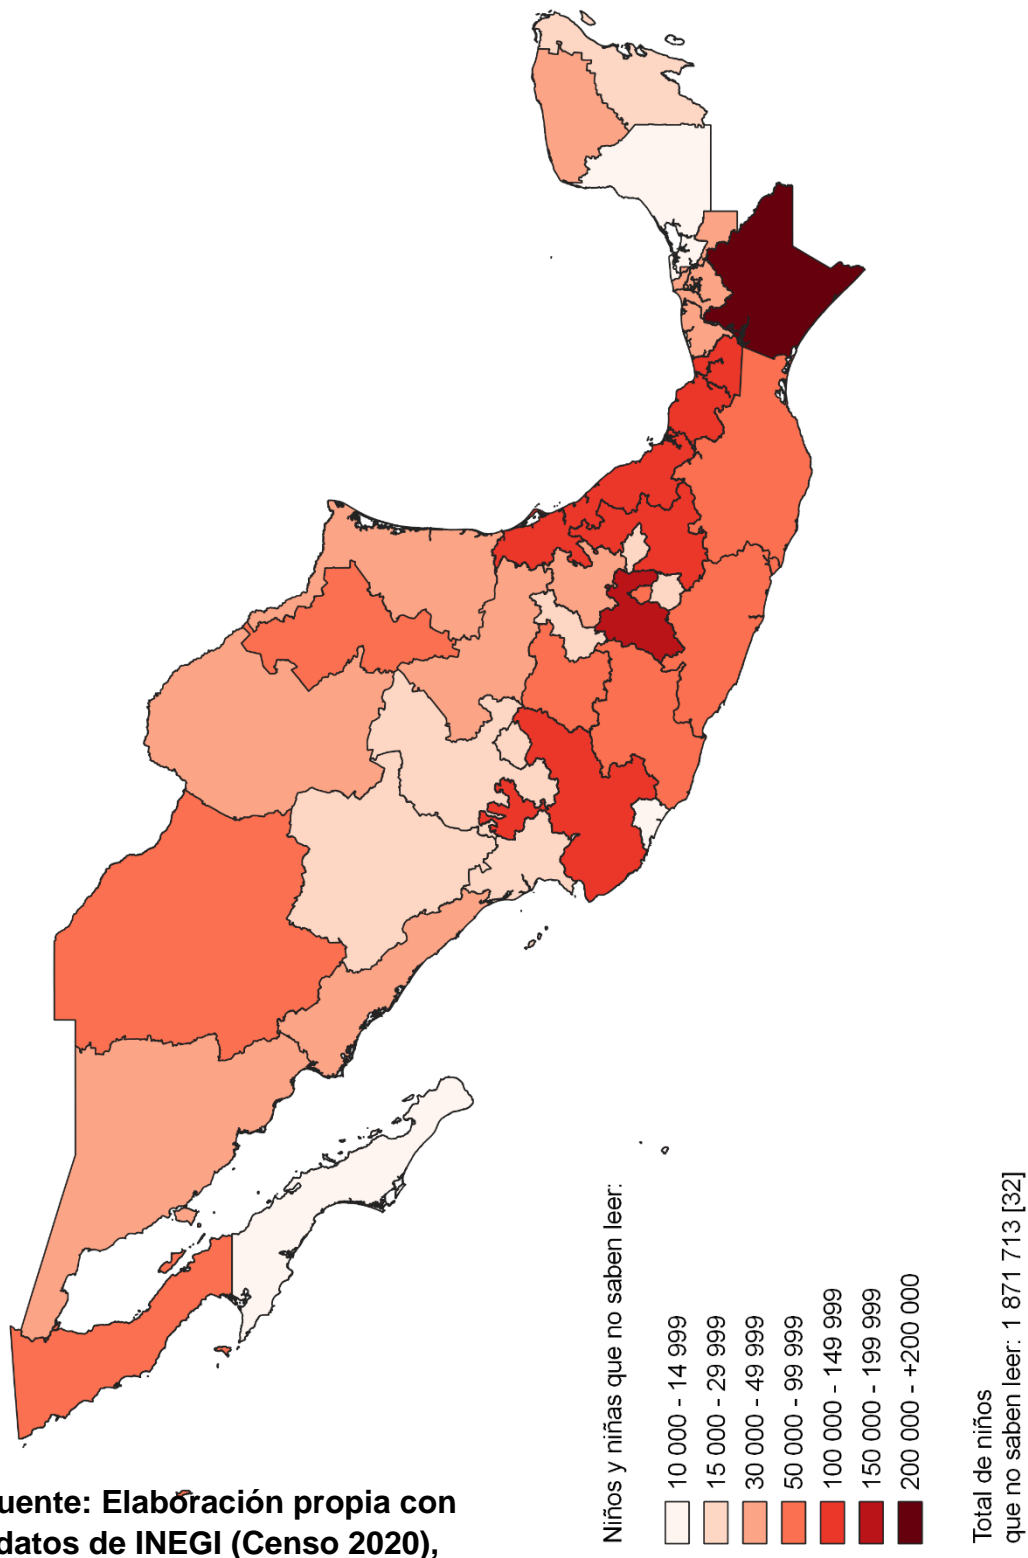 Niños y niñas que no saben leer:
10 000 - 14 999
15 000 - 29 999
30 000 - 49 999
50 000 - 99 999
100 000 - 149 999
150 000 - 199 999
200 000 - +200 000
Total de niños
que no saben leer: 1 871 713 [32]
uente: Elaboración propia con
datos de INEGI (Censo 2020),